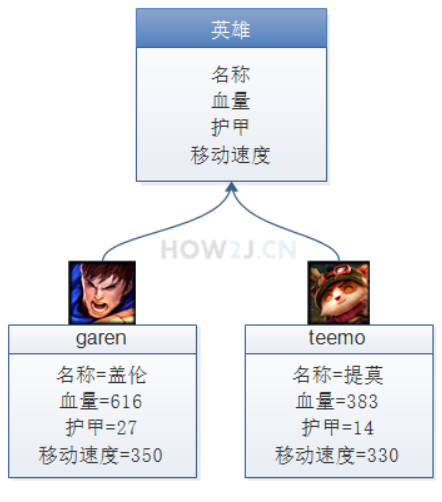 英雄
名称
血量
护甲
移动速度
HOW2J.CN
garen
名称=盖伦
血量=616
护甲=27
移动速度=350
teemo
名称=提莫
血量=383
护甲=14
移动速度=330